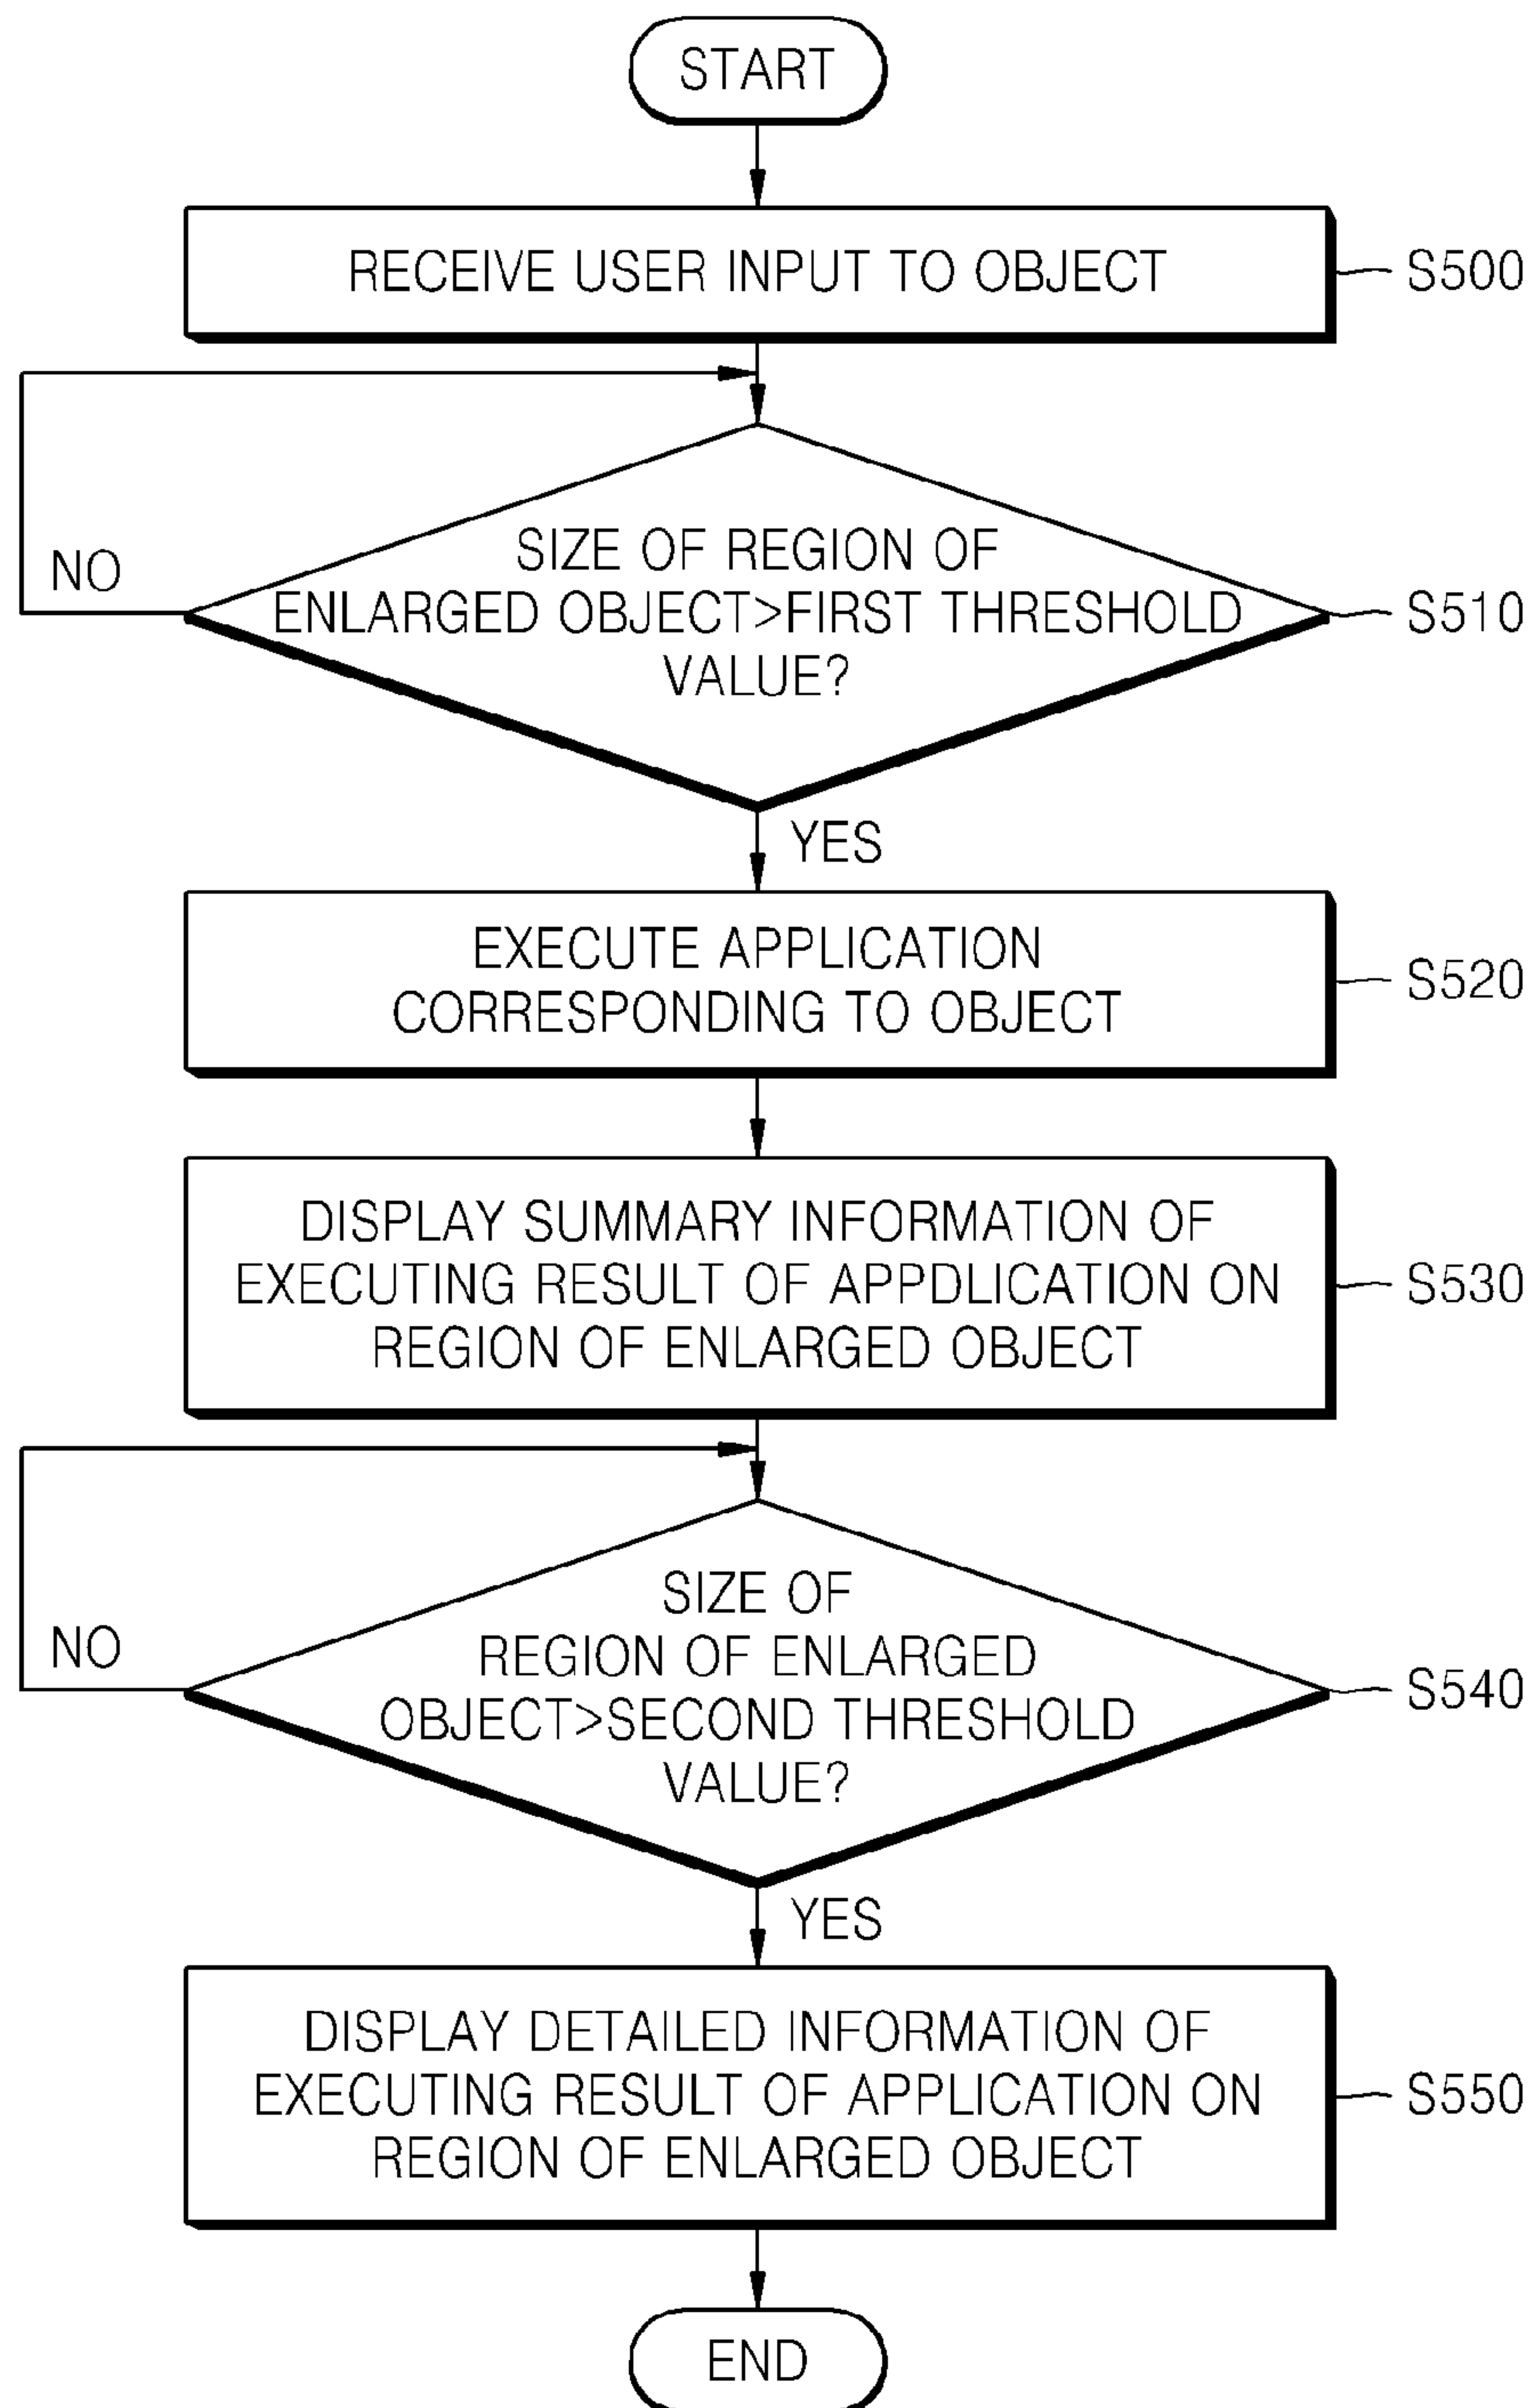 START
RECEIVE USER INPUT TO OBJECT
S500
NO
SIZE OF REGION OF
ENLARGED OBJECT>FIRST THRESHOLD
VALUE?
S510
YES
EXECUTE APPLICATION
CORRESPONDING TO OBJECT
S520
DISPLAY SUMMARY INFORMATION OF
EXECUTING RESULT OF APPDLICATION ON
REGION OF ENLARGED OBJECT
S530
NO
SIZE OF
REGION OF ENLARGED
OBJECT>SECOND THRESHOLD
VALUE?
S540
YES
DISPLAY DETAILED INFORMATION OF
EXECUTING RESULT OF APPLICATION ON
REGION OF ENLARGED OBJECT
S550
END